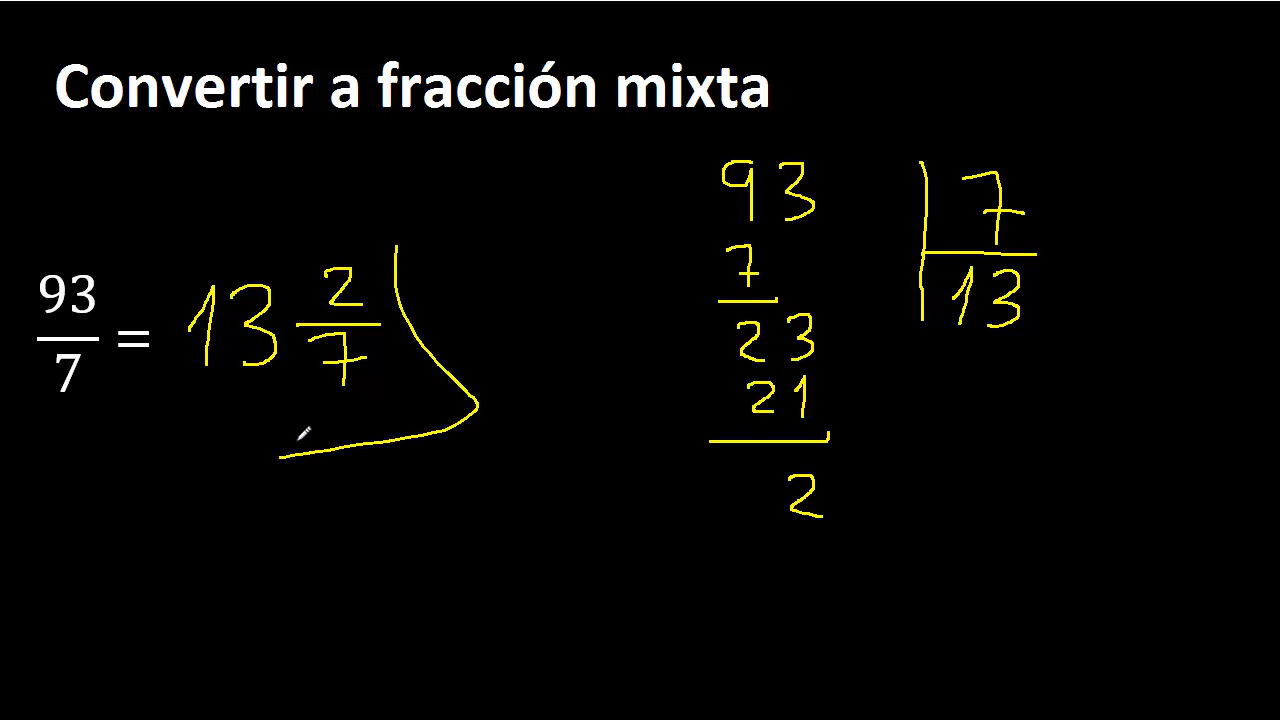 Convertir a fracción mixta
93/7 = 13 2/7
93 | 7
7 13
23
21
2